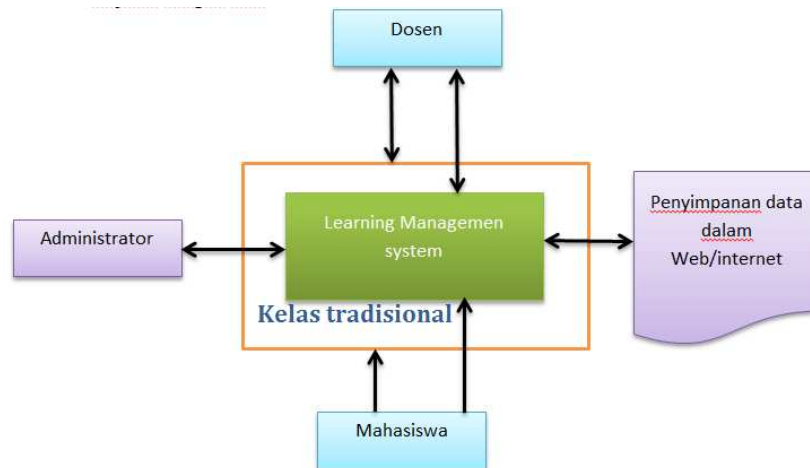 Dosen
Learning Managemen
system
Administrator
Penyimpanan data
dalam
Web/internet
Kelas tradisional
Mahasiswa